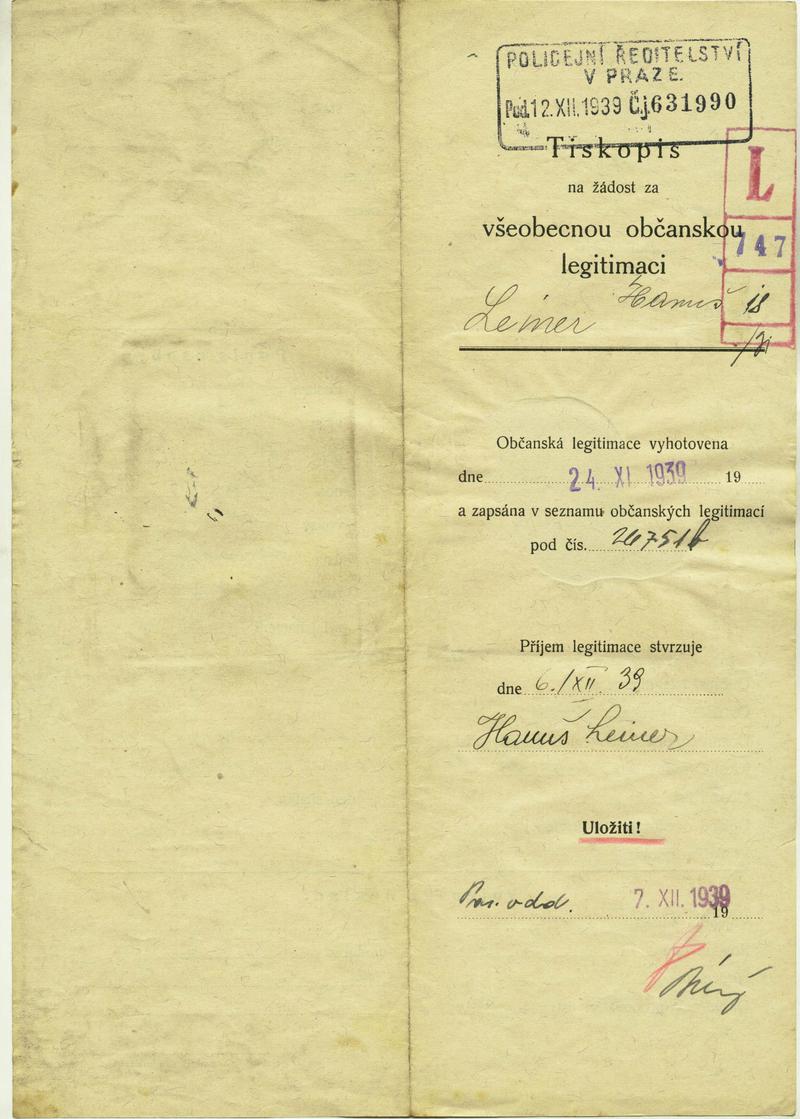 POLICEJNÍ ŘEDITELSTVÍ
V PRAZE.
Pod. 12. XII. 1939 Č.j. 631990
Tiskopis
na žádost za
všeobecnou občanskou
legitimaci
L
747
18
Leiner Hanuš
Občanská legitimace vyhotovena
dne 24. XI 1939 19
a zapsána v seznamu občanských legitimací
pod čís.
Příjem legitimace stvrzuje
dne 6./XII. 39
Hanuš Leiner
Uložiti!
odd. 7. XII. 1939 19